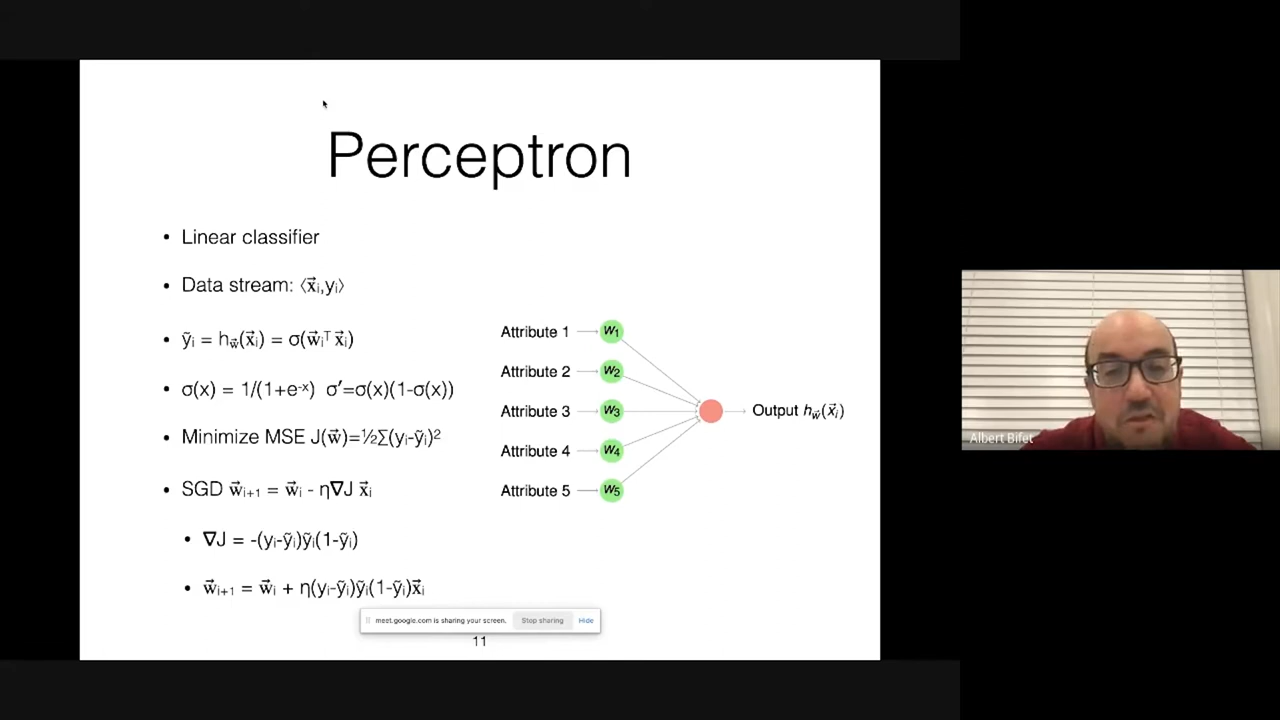 Perceptron
• Linear classifier
• Data stream: ⟨x⃗ᵢ,yᵢ⟩
• ỹᵢ = h_w⃗(x⃗ᵢ) = σ(w⃗ᵢᵀ x⃗ᵢ)
• σ(x) = 1/(1+e⁻ˣ) σ′=σ(x)(1-σ(x))
• Minimize MSE J(w⃗)=½∑(yᵢ-ỹᵢ)²
• SGD w⃗ᵢ₊₁ = w⃗ᵢ - η∇J x⃗ᵢ
• ∇J = -(yᵢ-ỹᵢ)ỹᵢ(1-ỹᵢ)
• w⃗ᵢ₊₁ = w⃗ᵢ + η(yᵢ-ỹᵢ)ỹᵢ(1-ỹᵢ)x⃗ᵢ
Attribute 1 w₁
Attribute 2 w₂
Attribute 3 w₃
Attribute 4 w₄
Attribute 5 w₅
Output h_w⃗(x⃗ᵢ)
meet.google.com is sharing your screen. Stop sharing Hide
11
Albert Bifet